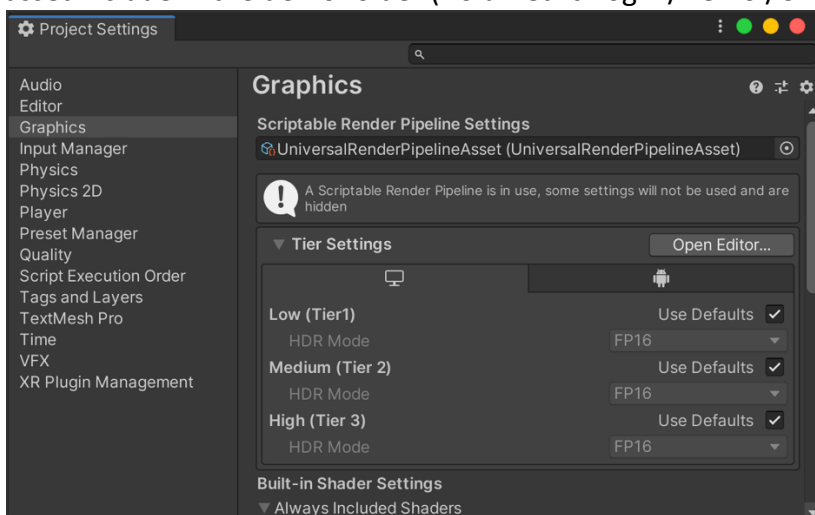 Project Settings
Audio
Editor
Graphics
Input Manager
Physics
Physics 2D
Player
Preset Manager
Quality
Script Execution Order
Tags and Layers
TextMesh Pro
Time
VFX
XR Plugin Management
Graphics
Scriptable Render Pipeline Settings
UniversalRenderPipelineAsset (UniversalRenderPipelineAsset)
A Scriptable Render Pipeline is in use, some settings will not be used and are
hidden
Tier Settings Open Editor...
Low (Tier1) Use Defaults
HDR Mode FP16
Medium (Tier 2) Use Defaults
HDR Mode FP16
High (Tier 3) Use Defaults
HDR Mode FP16
Built-in Shader Settings
Always Included Shaders